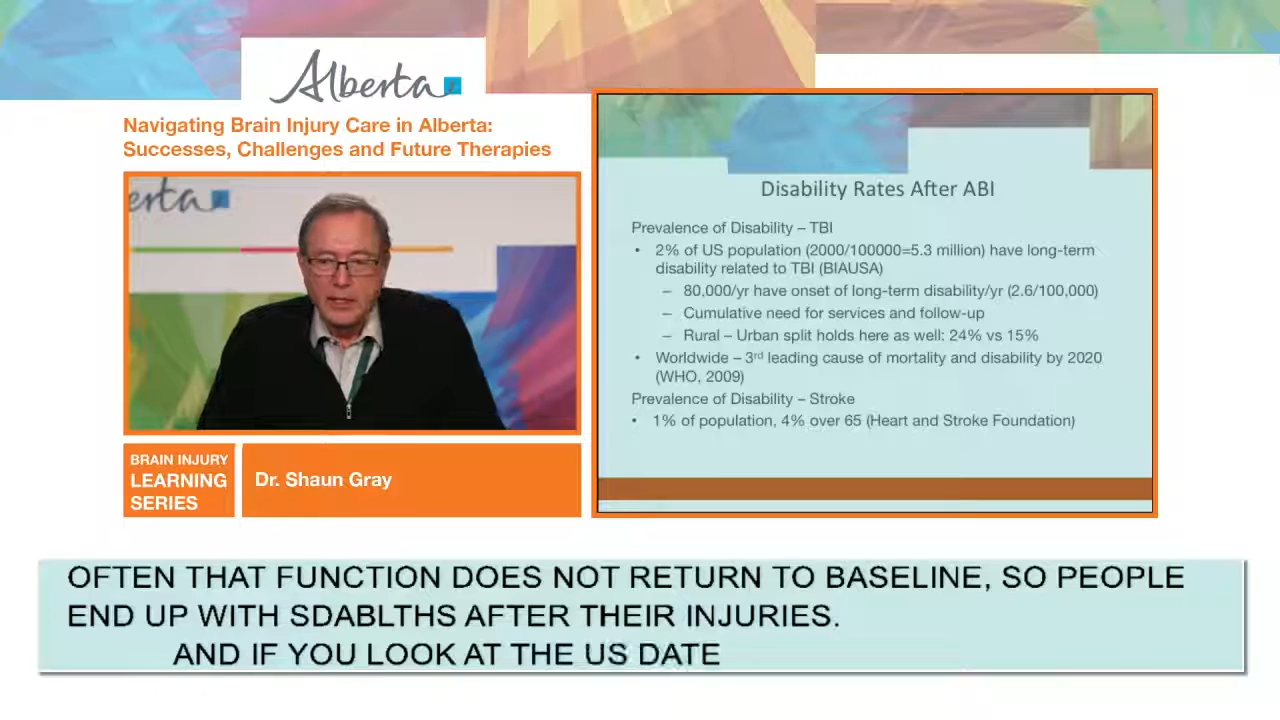 Alberta
Navigating Brain Injury Care in Alberta:
Successes, Challenges and Future Therapies
erta
BRAIN INJURY
LEARNING
SERIES
Dr. Shaun Gray
Disability Rates After ABI
Prevalence of Disability – TBI
• 2% of US population (2000/100000=5.3 million) have long-term
disability related to TBI (BIAUSA)
– 80,000/yr have onset of long-term disability/yr (2.6/100,000)
– Cumulative need for services and follow-up
– Rural – Urban split holds here as well: 24% vs 15%
• Worldwide – 3rd leading cause of mortality and disability by 2020
(WHO, 2009)
Prevalence of Disability – Stroke
• 1% of population, 4% over 65 (Heart and Stroke Foundation)
OFTEN THAT FUNCTION DOES NOT RETURN TO BASELINE, SO PEOPLE
END UP WITH SDABLTHS AFTER THEIR INJURIES.
AND IF YOU LOOK AT THE US DATE